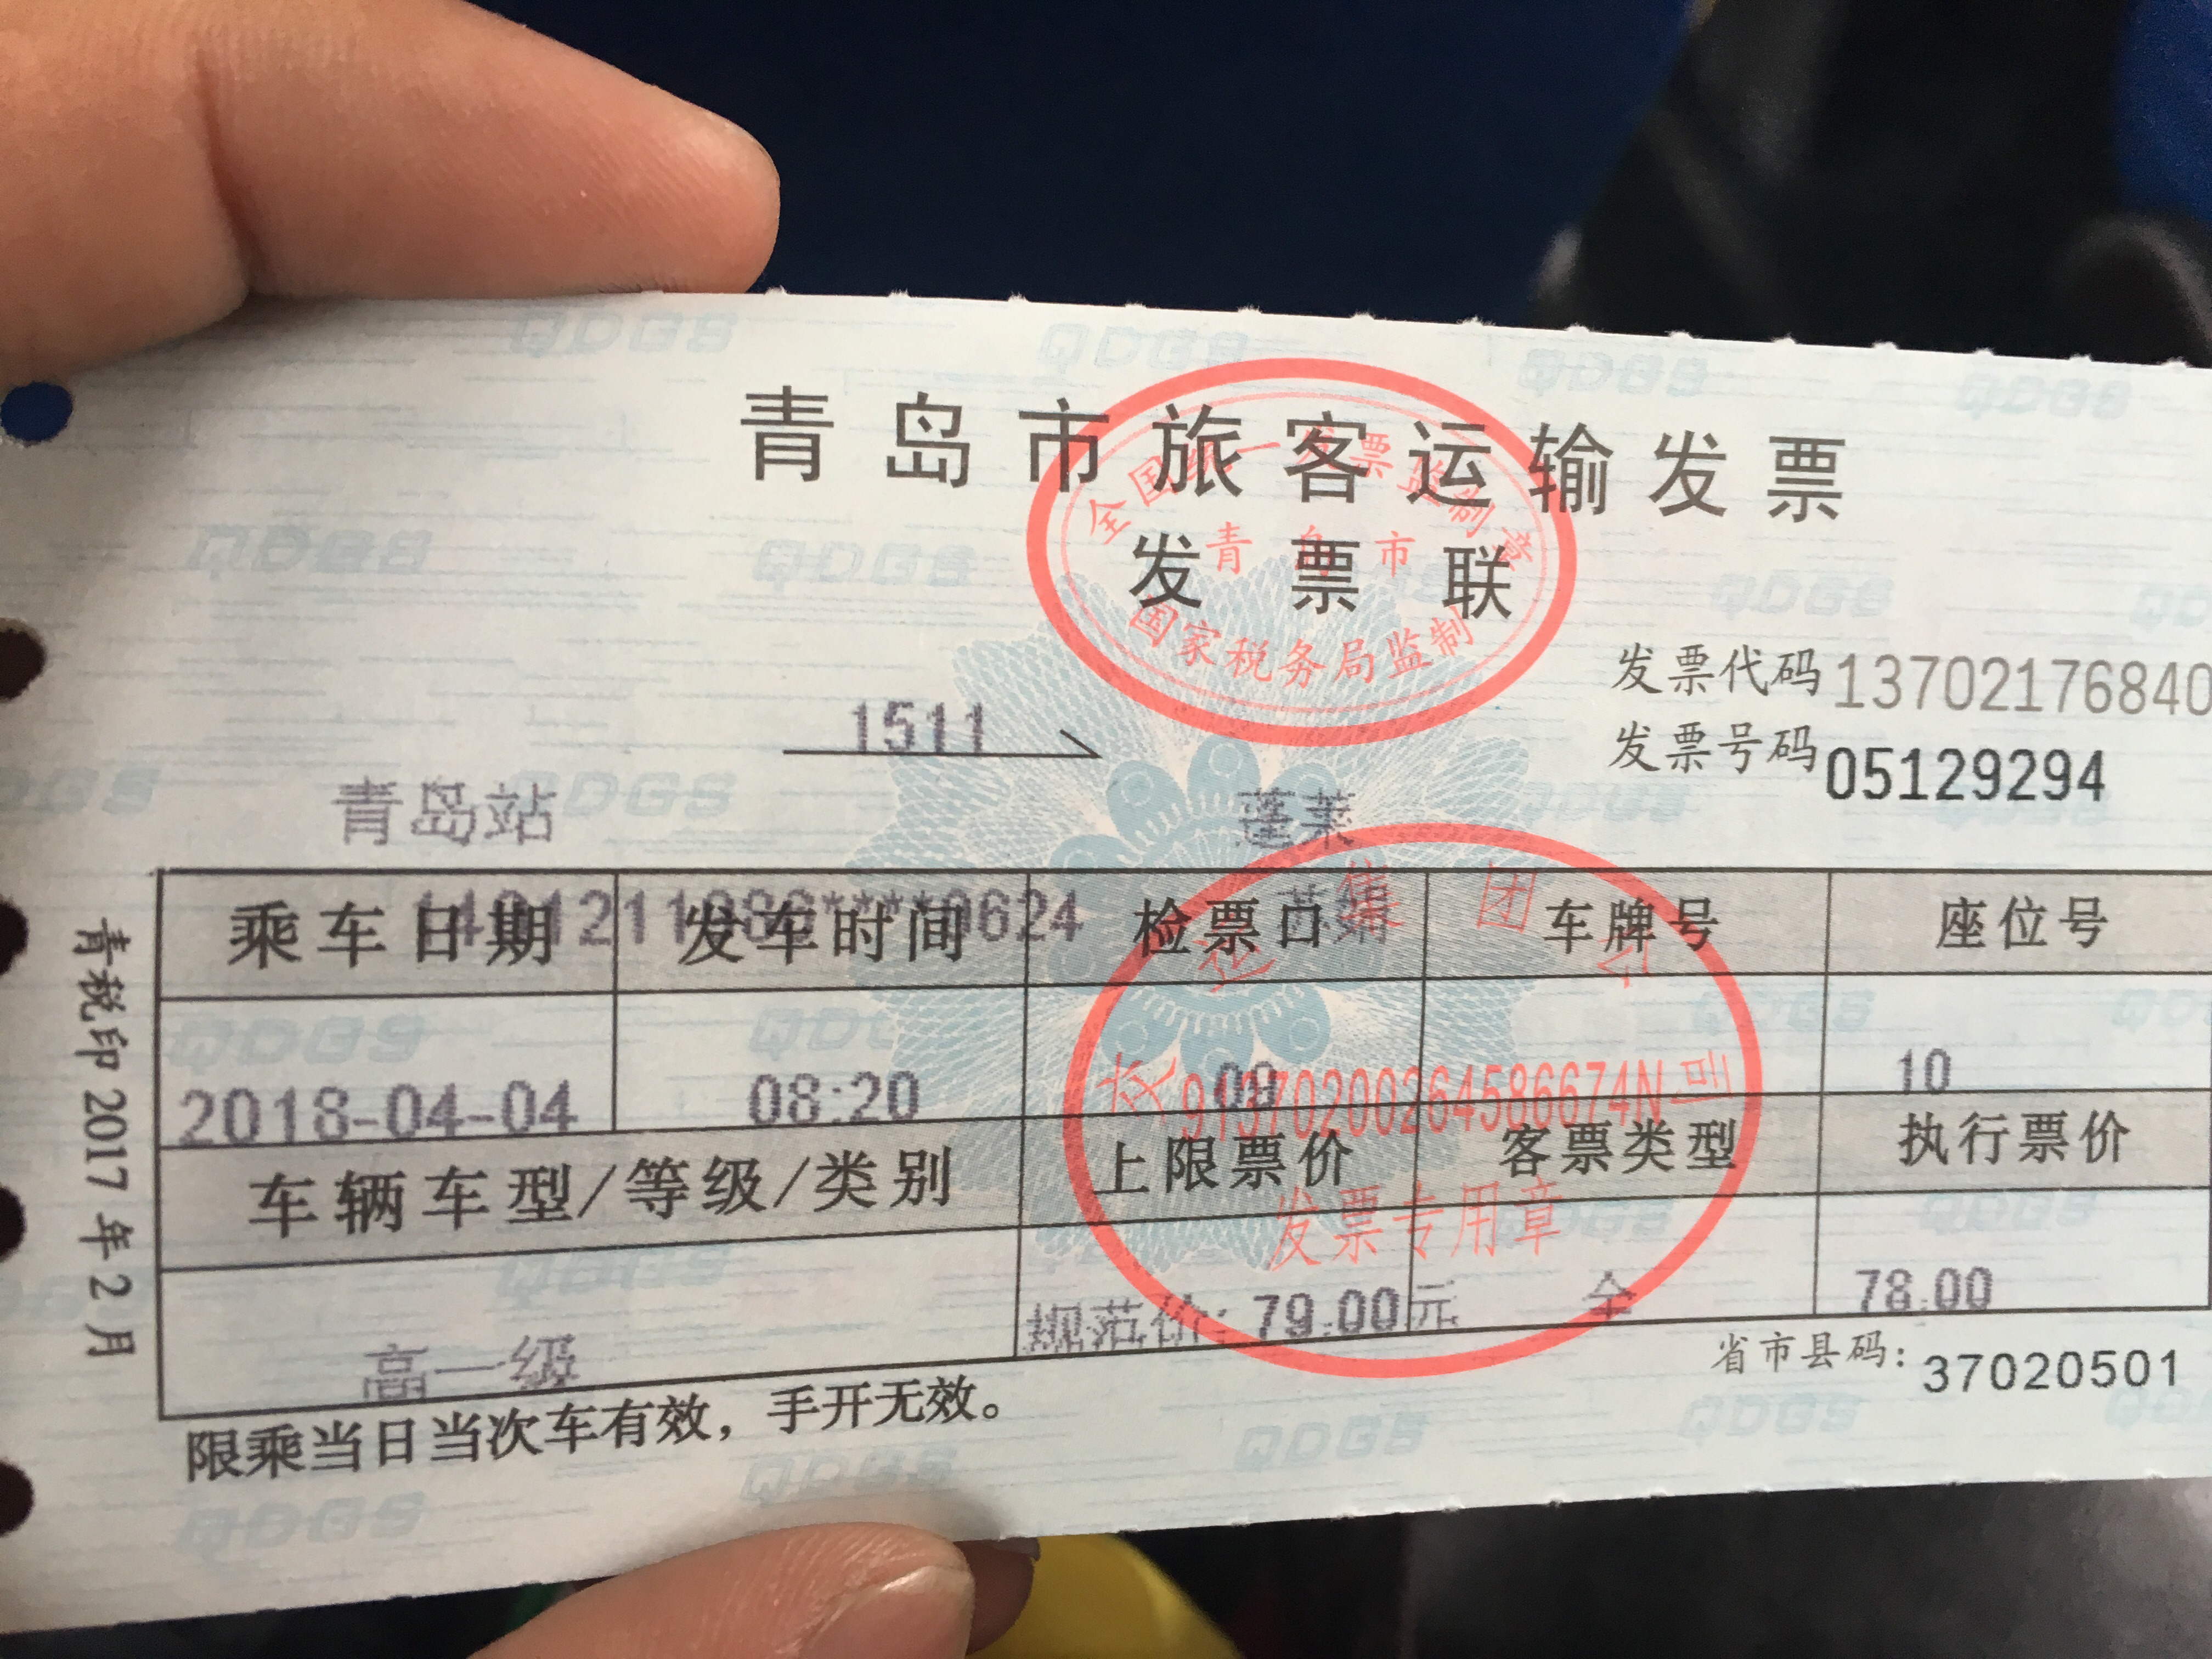 青岛市旅客运输发票
发票联
全国统一发票监制章
青岛市
国家税务局监制
发票代码 13702176840
发票号码 05129294
1511
青岛站 蓬莱
乘车日期 发车时间 检票口 车牌号 座位号
2018-04-04 08:20 09 10
913702002645866​74N
车辆车型/等级/类别 上限票价 客票类型 执行票价
发票专用章
高一级 规范价: 79.00元 全 78.00
省市县码: 37020501
限乘当日当次车有效，手开无效。
青税印 2017 年 2 月
QDGS